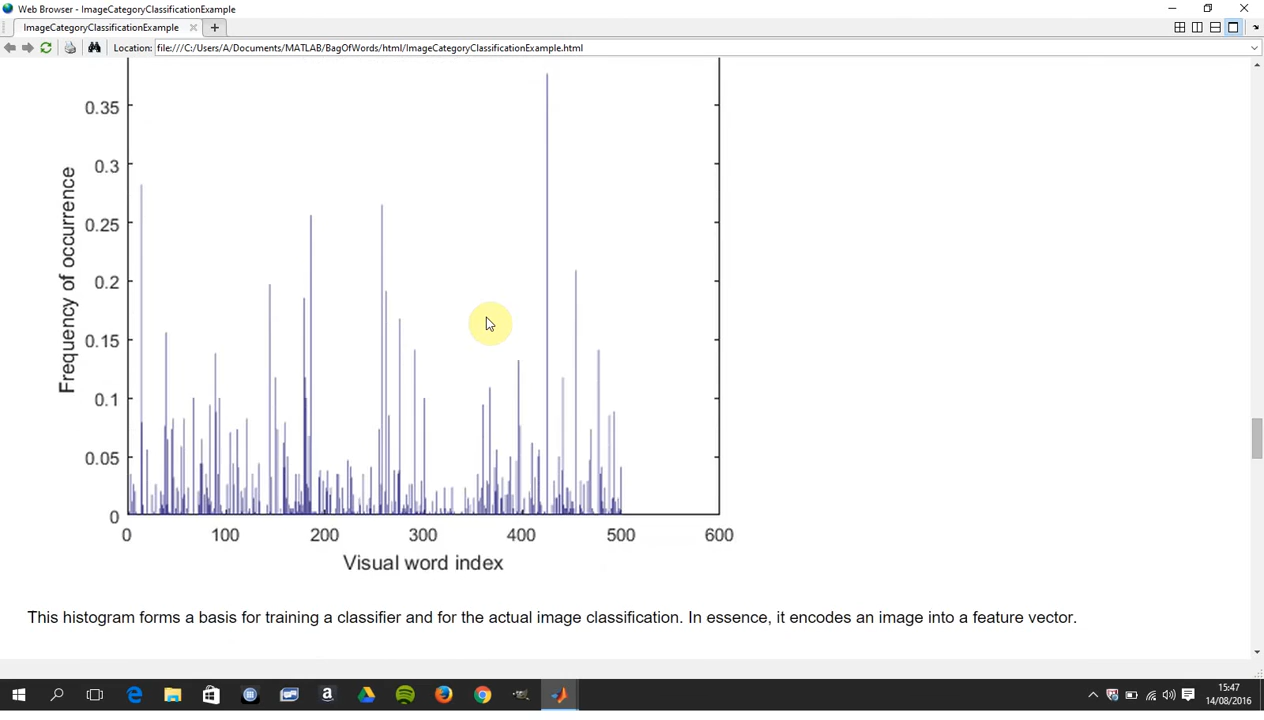 Web Browser - ImageCategoryClassificationExample
ImageCategoryClassificationExample
Location: file:///C:/Users/A/Documents/MATLAB/BagOfWords/html/ImageCategoryClassificationExample.html
0.35
0.3
0.25
0.2
0.15
0.1
0.05
0
Frequency of occurrence
0 100 200 300 400 500 600
Visual word index
This histogram forms a basis for training a classifier and for the actual image classification. In essence, it encodes an image into a feature vector.
15:47
14/08/2016